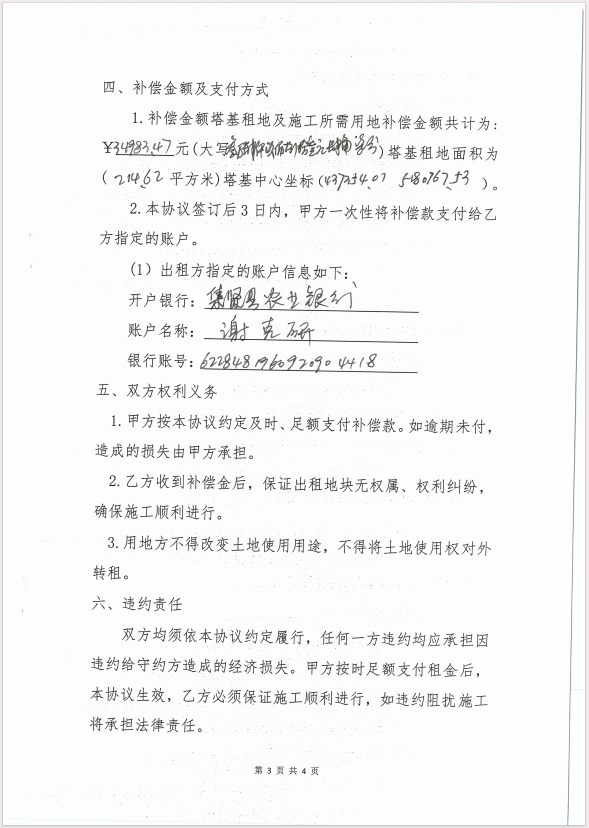 四、补偿金额及支付方式
1.补偿金额塔基租地及施工所需用地补偿金额共计为:
¥34983.47元(大写叁万肆仟玖佰捌拾叁元肆角柒分)塔基租地面积为
(214.62平方米)塔基中心坐标(437354.07 5180767.53)。
2.本协议签订后3日内，甲方一次性将补偿款支付给乙
方指定的账户。
(1)出租方指定的账户信息如下:
开户银行:集贤县农业银行
账户名称:谢克研
银行账号:6228481960920904418
五、双方权利义务
1.甲方按本协议约定及时、足额支付补偿款。如逾期未付，
造成的损失由甲方承担。
2.乙方收到补偿金后，保证出租地块无权属、权利纠纷，
确保施工顺利进行。
3.用地方不得改变土地使用用途，不得将土地使用权对外
转租。
六、违约责任
双方均须依本协议约定履行，任何一方违约均应承担因
违约给守约方造成的经济损失。甲方按时足额支付租金后，
本协议生效，乙方必须保证施工顺利进行，如违约阻扰施工
将承担法律责任。
第 3 页 共 4 页